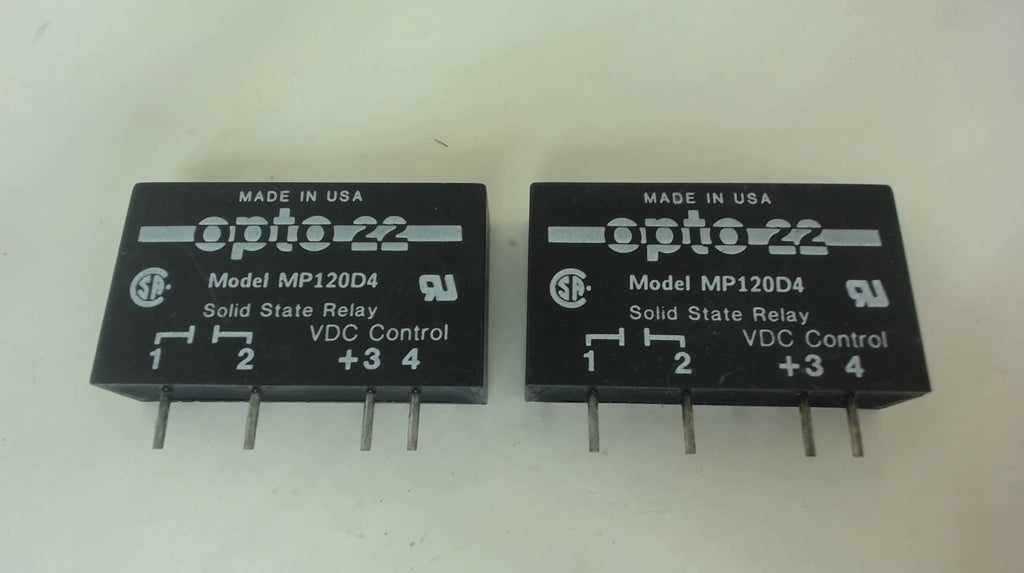 MADE IN USA
opto 22
Model MP120D4
Solid State Relay
VDC Control
1 2 +3 4
MADE IN USA
opto 22
Model MP120D4
Solid State Relay
VDC Control
1 2 +3 4